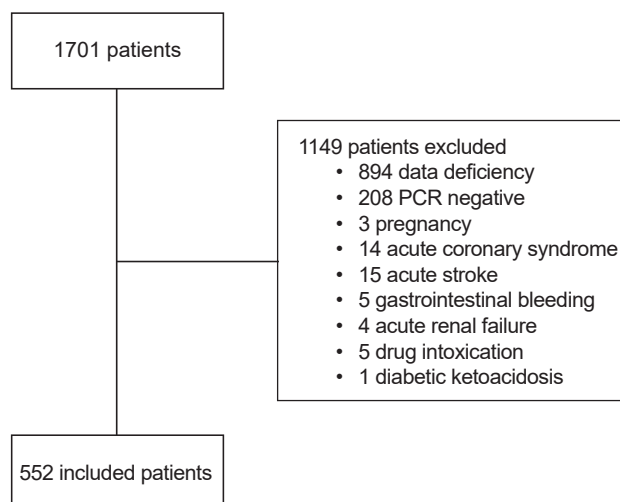 1701 patients
1149 patients excluded
• 894 data deficiency
• 208 PCR negative
• 3 pregnancy
• 14 acute coronary syndrome
• 15 acute stroke
• 5 gastrointestinal bleeding
• 4 acute renal failure
• 5 drug intoxication
• 1 diabetic ketoacidosis
552 included patients